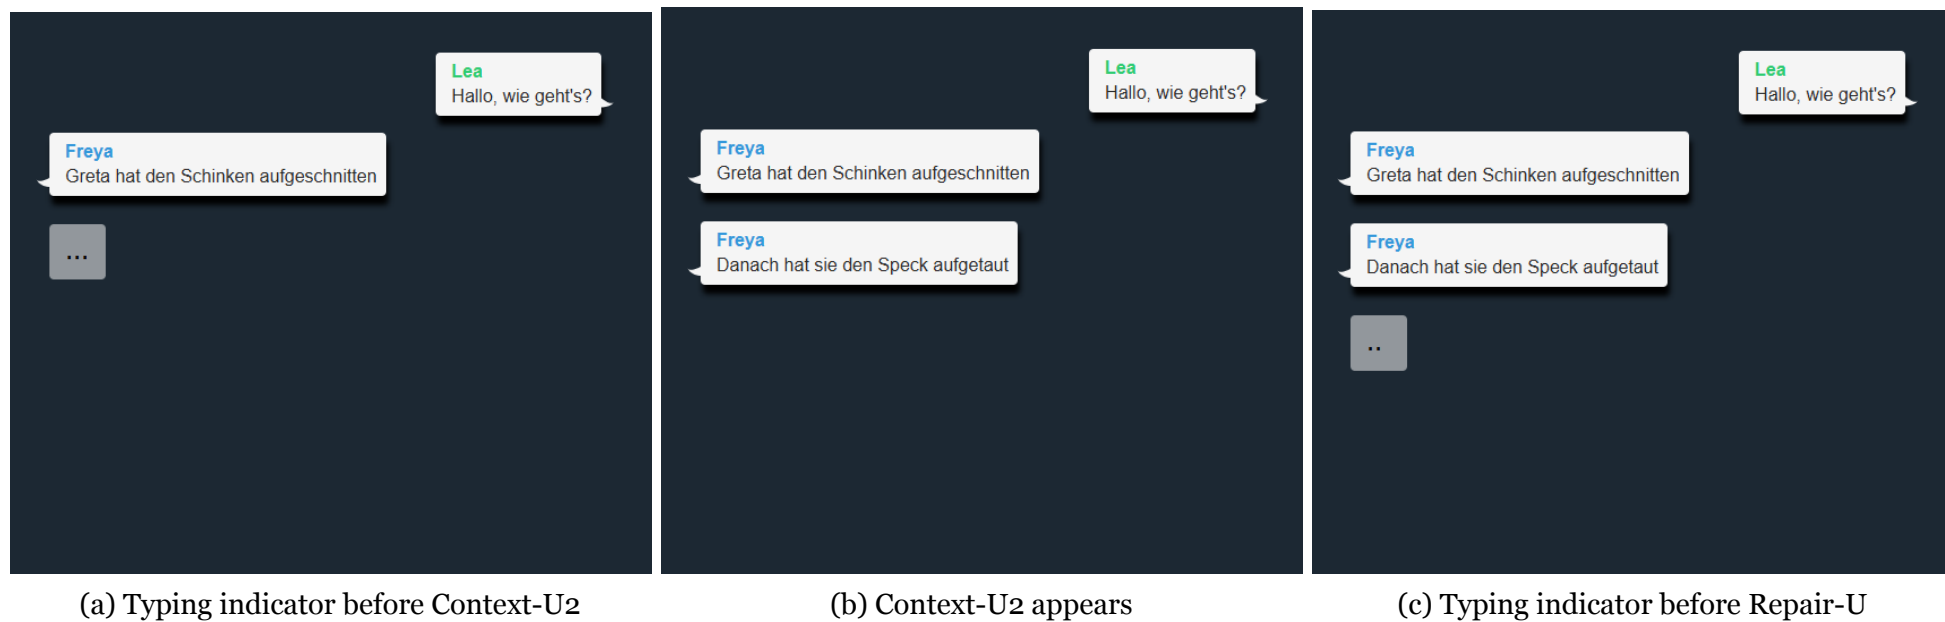 Lea
Hallo, wie geht's?
Freya
Greta hat den Schinken aufgeschnitten
...
(a) Typing indicator before Context-U2
Lea
Hallo, wie geht's?
Freya
Greta hat den Schinken aufgeschnitten
Freya
Danach hat sie den Speck aufgetaut
(b) Context-U2 appears
Lea
Hallo, wie geht's?
Freya
Greta hat den Schinken aufgeschnitten
Freya
Danach hat sie den Speck aufgetaut
..
(c) Typing indicator before Repair-U